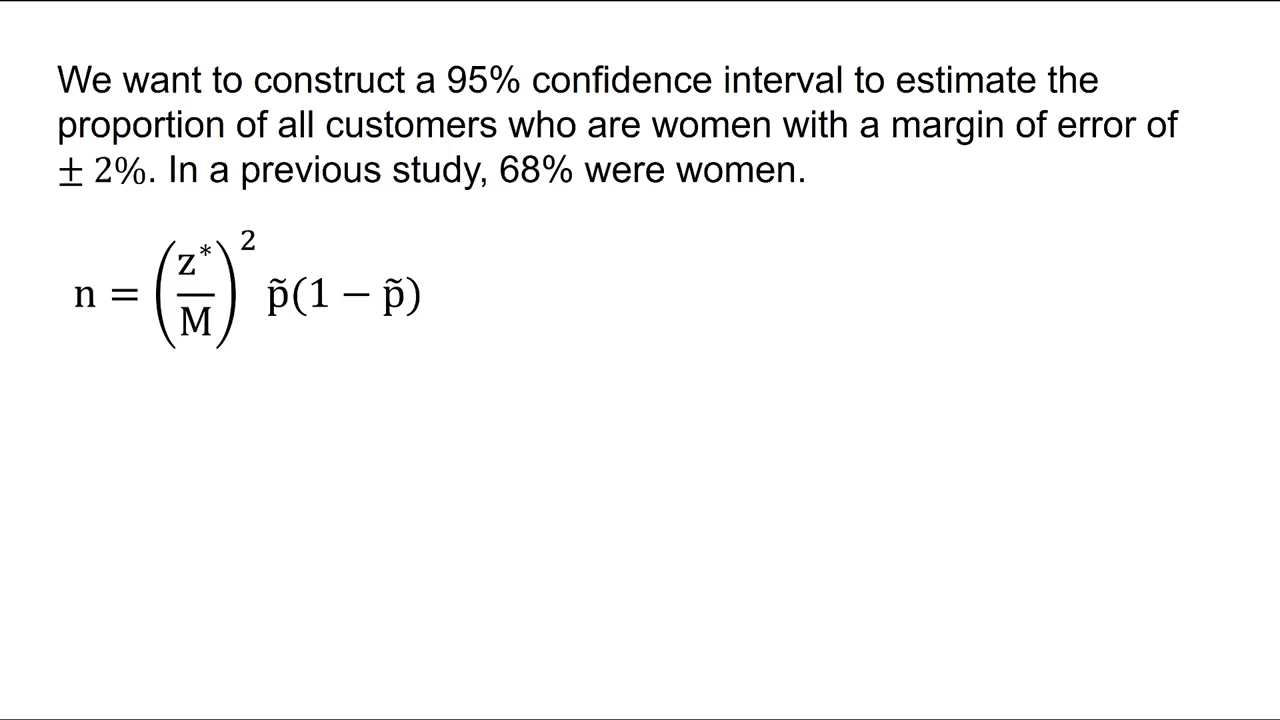 We want to construct a 95% confidence interval to estimate the
proportion of all customers who are women with a margin of error of
± 2%. In a previous study, 68% were women.
n = (z*/M)² p̃(1 − p̃)